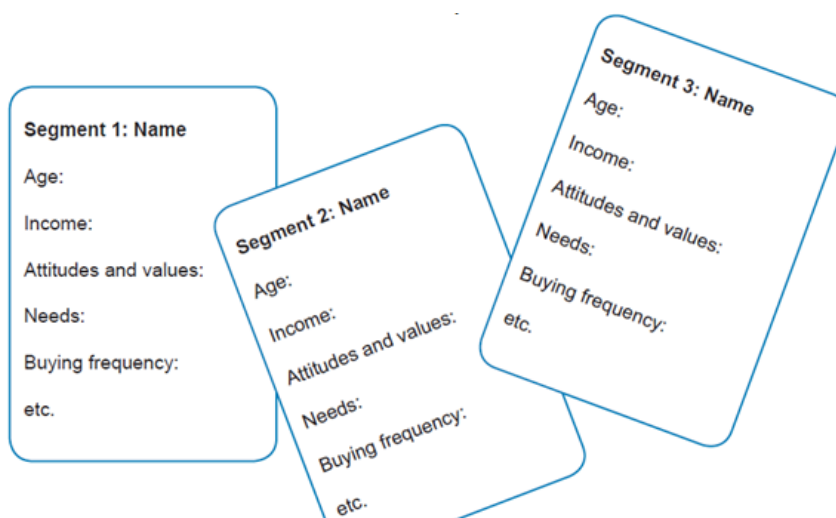 Segment 1: Name
Age:
Income:
Attitudes and values:
Needs:
Buying frequency:
etc.
Segment 2: Name
Age:
Income:
Attitudes and values:
Needs:
Buying frequency:
etc.
Segment 3: Name
Age:
Income:
Attitudes and values:
Needs:
Buying frequency:
etc.